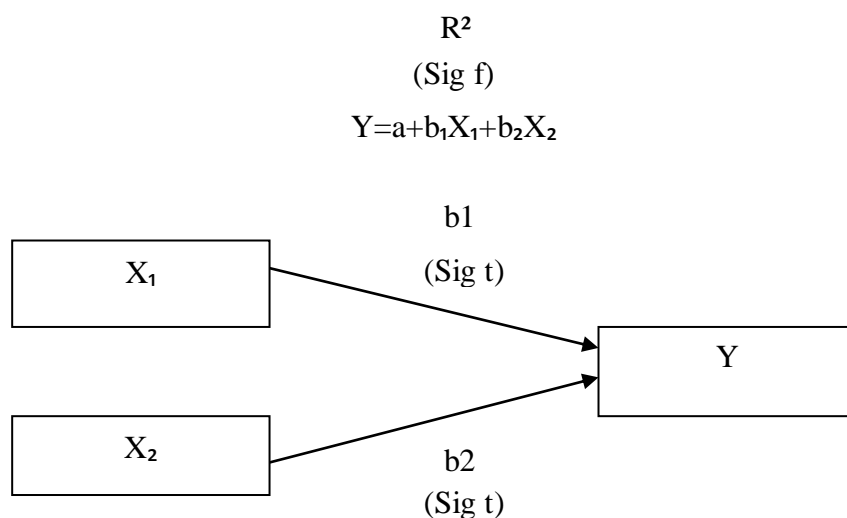 R²
(Sig f)
Y=a+b₁X₁+b₂X₂
b1
(Sig t)
X₁
Y
X₂
b2
(Sig t)